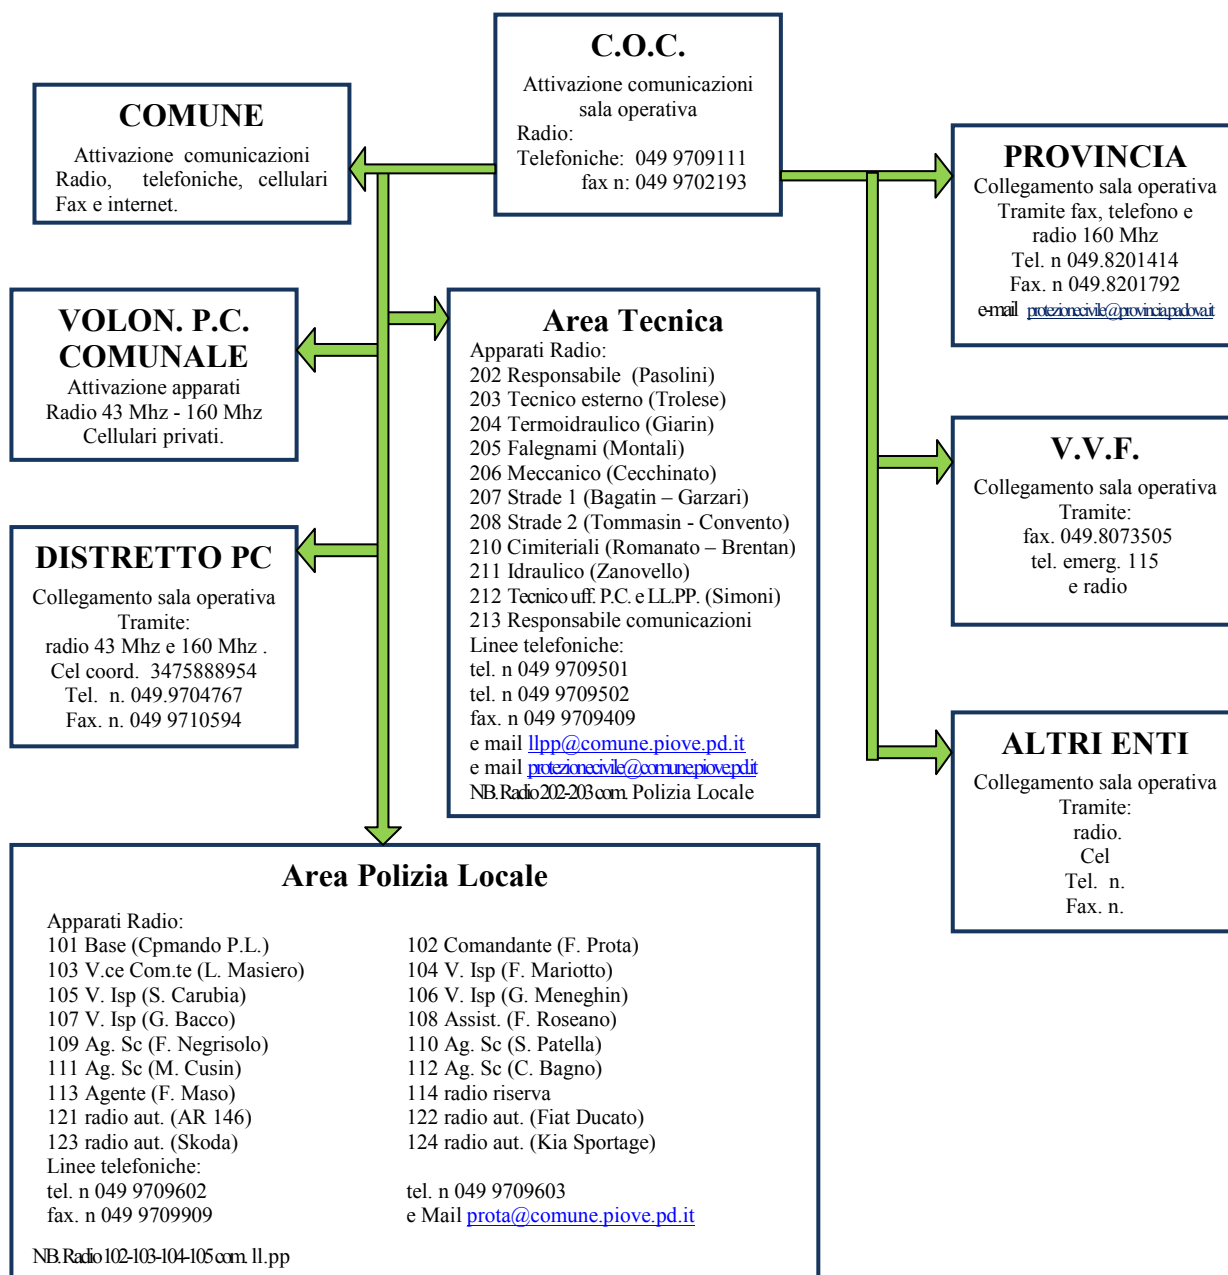 C.O.C.
Attivazione comunicazioni
sala operativa
Radio:
Telefoniche: 049 9709111
fax n: 049 9702193
COMUNE
Attivazione comunicazioni
Radio, telefoniche, cellulari
Fax e internet.
PROVINCIA
Collegamento sala operativa
Tramite fax, telefono e
radio 160 Mhz
Tel. n 049.8201414
Fax. n 049.8201792
e-mail protezionecivile@provincia.padova.it
VOLON. P.C.
COMUNALE
Attivazione apparati
Radio 43 Mhz - 160 Mhz
Cellulari privati.
Area Tecnica
Apparati Radio:
202 Responsabile (Pasolini)
203 Tecnico esterno (Trolese)
204 Termoidraulico (Giarin)
205 Falegnami (Montali)
206 Meccanico (Cecchinato)
207 Strade 1 (Bagatin – Garzari)
208 Strade 2 (Tommasin - Convento)
210 Cimiteriali (Romanato – Brentan)
211 Idraulico (Zanovello)
212 Tecnico uff. P.C. e LL.PP. (Simoni)
213 Responsabile comunicazioni
Linee telefoniche:
tel. n 049 9709501
tel. n 049 9709502
fax. n 049 9709409
e mail llpp@comune.piove.pd.it
e mail protezionecivile@comune.piove.pd.it
NB. Radio 202-203 com. Polizia Locale
V.V.F.
Collegamento sala operativa
Tramite:
fax. 049.8073505
tel. emerg. 115
e radio
DISTRETTO PC
Collegamento sala operativa
Tramite:
radio 43 Mhz e 160 Mhz .
Cel coord. 3475888954
Tel. n. 049.9704767
Fax. n. 049 9710594
ALTRI ENTI
Collegamento sala operativa
Tramite:
radio.
Cel
Tel. n.
Fax. n.
Area Polizia Locale
Apparati Radio:
101 Base (Cpmando P.L.) 102 Comandante (F. Prota)
103 V.ce Com.te (L. Masiero) 104 V. Isp (F. Mariotto)
105 V. Isp (S. Carubia) 106 V. Isp (G. Meneghin)
107 V. Isp (G. Bacco) 108 Assist. (F. Roseano)
109 Ag. Sc (F. Negrisolo) 110 Ag. Sc (S. Patella)
111 Ag. Sc (M. Cusin) 112 Ag. Sc (C. Bagno)
113 Agente (F. Maso) 114 radio riserva
121 radio aut. (AR 146) 122 radio aut. (Fiat Ducato)
123 radio aut. (Skoda) 124 radio aut. (Kia Sportage)
Linee telefoniche:
tel. n 049 9709602 tel. n 049 9709603
fax. n 049 9709909 e Mail prota@comune.piove.pd.it
NB. Radio 102-103-104-105 com. ll.pp